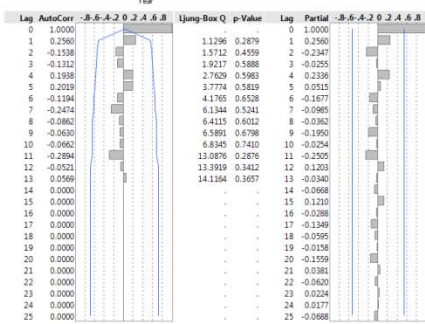 Year
Lag AutoCorr -.8-.6-.4-.2 0 .2 .4 .6 .8 Ljung-Box Q p-Value Lag Partial -.8-.6-.4-.2 0 .2 .4 .6 .8
0 1.0000 . . 0 1.0000
1 0.2560 1.1296 0.2879 1 0.2560
2 -0.1538 1.5712 0.4559 2 -0.2347
3 -0.1312 1.9217 0.5888 3 -0.0255
4 0.1938 2.7629 0.5983 4 0.2336
5 0.2019 3.7774 0.5819 5 0.0515
6 -0.1194 4.1765 0.6528 6 -0.1677
7 -0.2474 6.1344 0.5241 7 -0.0985
8 -0.0862 6.4115 0.6012 8 -0.0362
9 -0.0630 6.5891 0.6798 9 -0.1950
10 -0.0662 6.8345 0.7410 10 -0.0254
11 -0.2894 13.0876 0.2876 11 -0.2505
12 -0.0521 13.3919 0.3412 12 0.1203
13 0.0569 14.1164 0.3657 13 -0.0340
14 0.0000 . . 14 -0.0668
15 0.0000 . . 15 0.1210
16 0.0000 . . 16 -0.0288
17 0.0000 . . 17 -0.1349
18 0.0000 . . 18 -0.0595
19 0.0000 . . 19 -0.0158
20 0.0000 . . 20 -0.1559
21 0.0000 . . 21 0.0381
22 0.0000 . . 22 -0.0620
23 0.0000 . . 23 0.0224
24 0.0000 . . 24 0.0177
25 0.0000 . . 25 -0.0688